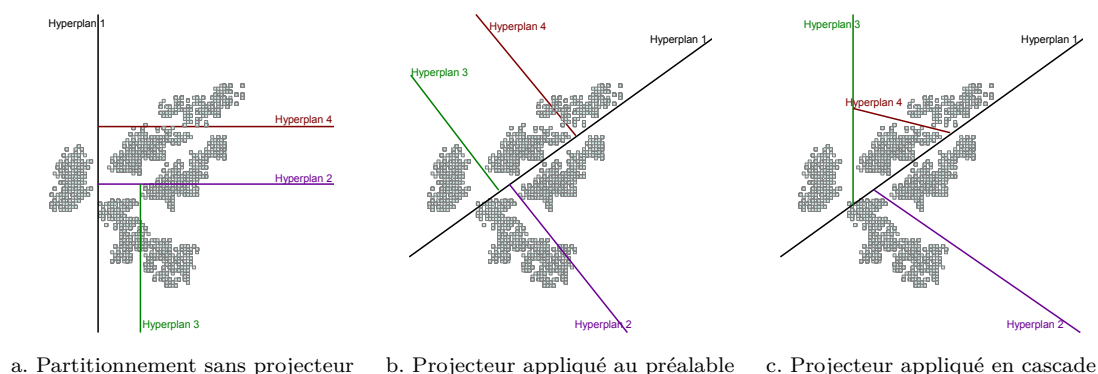 Hyperplan 1
Hyperplan 4
Hyperplan 2
Hyperplan 3
a. Partitionnement sans projecteur
Hyperplan 4
Hyperplan 1
Hyperplan 3
Hyperplan 2
b. Projecteur appliqué au préalable
Hyperplan 3
Hyperplan 1
Hyperplan 4
Hyperplan 2
c. Projecteur appliqué en cascade